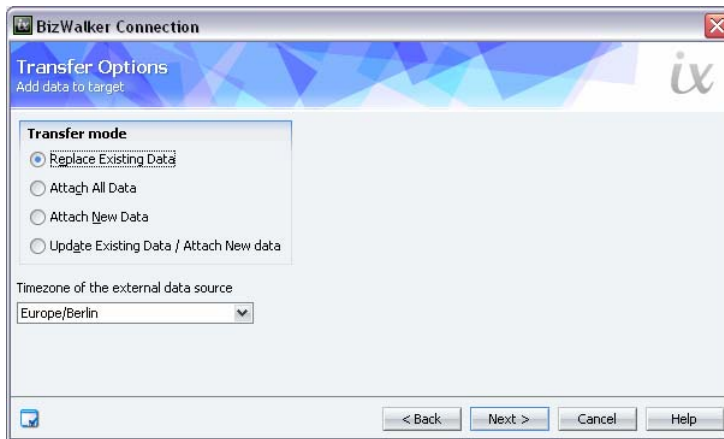 ix BizWalker Connection
Transfer Options
Add data to target
ix
Transfer mode
Replace Existing Data
Attach All Data
Attach New Data
Update Existing Data / Attach New data
Timezone of the external data source
Europe/Berlin
< Back Next > Cancel Help